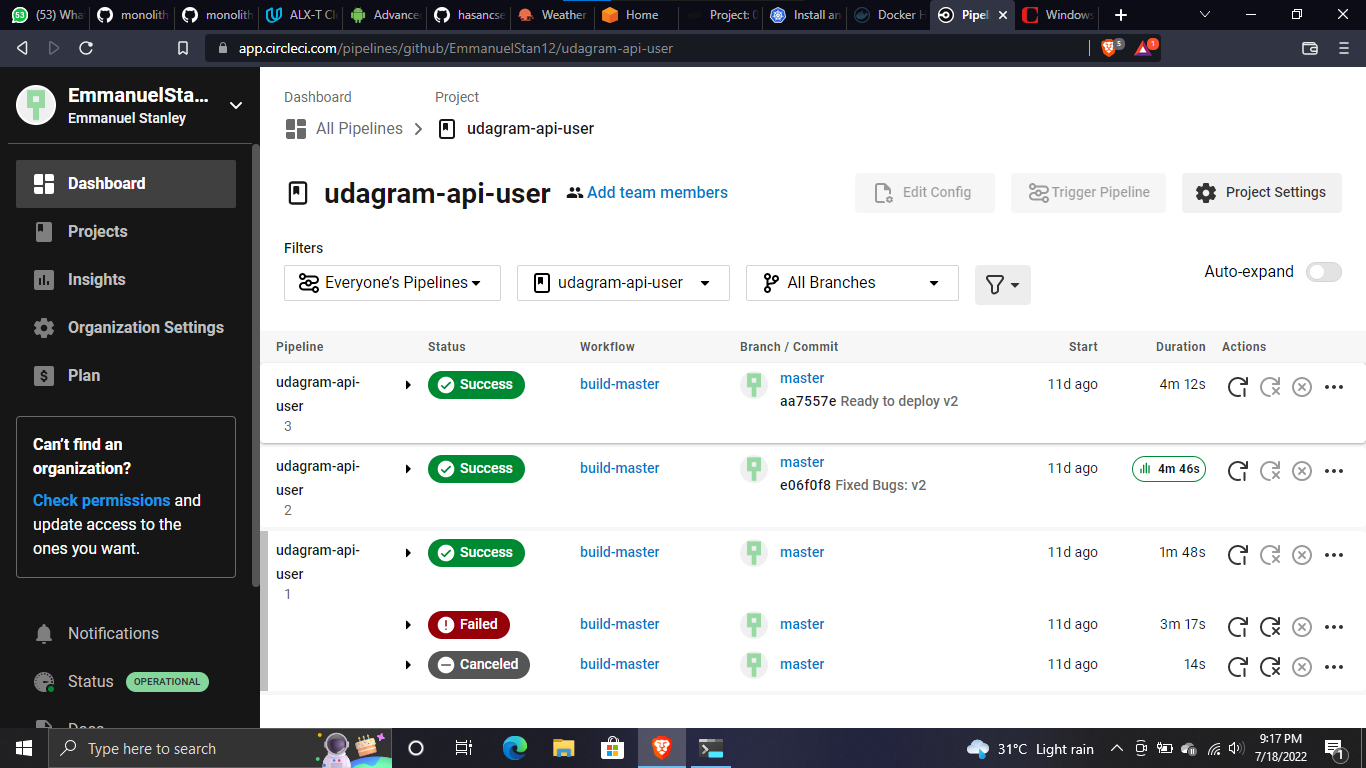 (53) Wha
monolith
monolith
ALX-T Cl
Advance
hasancse
Weather
Home
Project: 0
Install an
Docker H
Pipel
Windows
app.circleci.com/pipelines/github/EmmanuelStan12/udagram-api-user
5
1
EmmanuelSta...
Emmanuel Stanley
Dashboard
Projects
Insights
Organization Settings
Plan
Can't find an
organization?
Check permissions and
update access to the
ones you want.
Notifications
Status OPERATIONAL
Docs
Dashboard
Project
All Pipelines
udagram-api-user
udagram-api-user
Add team members
Edit Config
Trigger Pipeline
Project Settings
Filters
Everyone's Pipelines
udagram-api-user
All Branches
Auto-expand
Pipeline Status Workflow Branch / Commit Start Duration Actions
udagram-api-
user
3
Success
build-master
master
aa7557e Ready to deploy v2
11d ago
4m 12s
udagram-api-
user
2
Success
build-master
master
e06f0f8 Fixed Bugs: v2
11d ago
4m 46s
udagram-api-
user
1
Success
build-master
master
11d ago
1m 48s
Failed
build-master
master
11d ago
3m 17s
Canceled
build-master
master
11d ago
14s
Type here to search
31°C Light rain
9:17 PM
7/18/2022
1